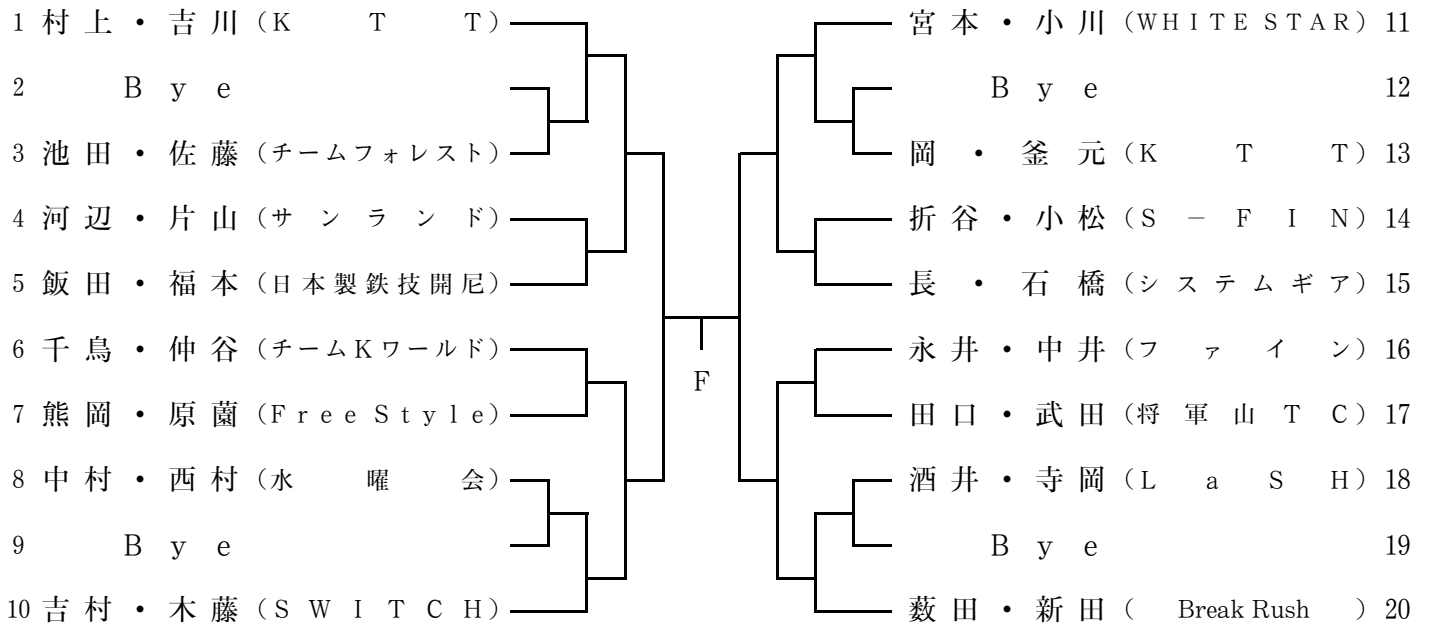 1 村上・吉川（KTT）
2 Bye
3 池田・佐藤（チームフォレスト）
4 河辺・片山（サンランド）
5 飯田・福本（日本製鉄技開尼）
6 千鳥・仲谷（チームKワールド）
7 熊岡・原薗（FreeStyle）
8 中村・西村（水曜会）
9 Bye
10 吉村・木藤（SWITCH）
F
宮本・小川（WHITE STAR） 11
Bye 12
岡・釜元（KTT） 13
折谷・小松（S－FIN） 14
長・石橋（システムギア） 15
永井・中井（ファイン） 16
田口・武田（将軍山TC） 17
酒井・寺岡（LaSH） 18
Bye 19
薮田・新田（ Break Rush ） 20